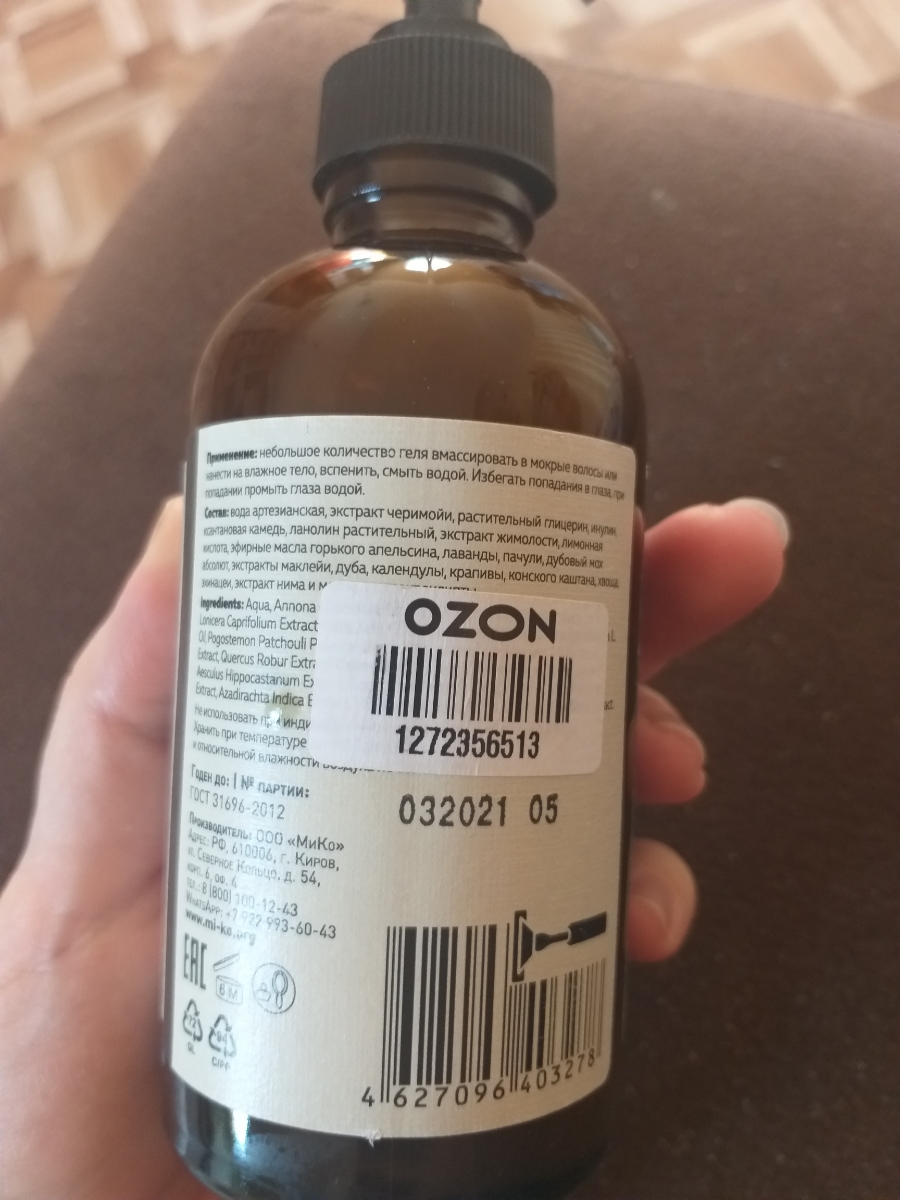 Применение: небольшое количество геля вмассировать в мокрые волосы или
нанести на влажное тело, вспенить, смыть водой. Избегать попадания в глаза, при
попадании промыть глаза водой.
Состав: вода артезианская, экстракт черимойи, растительный глицерин, инулин,
ксантановая камедь, ланолин растительный, экстракт жимолости, лимонная
кислота, эфирные масла горького апельсина, лаванды, пачули, дубовый мох
абсолют, экстракты маклейи, дуба, календулы, крапивы, конского каштана, хвоща,
эхинацеи, экстракт нима и
Ingredients: Aqua, Annona
Lonicera Caprifolium Extract
Oil, Pogostemon Patchouli
Extract, Quercus Robur
Aesculus Hippocastanum
Extract, Azadirachta Indica
OZON
1272356513
Не использовать при
Хранить при температуре
и относительной влажности
Годен до: | № партии:
032021 05
ГОСТ 31696-2012
Производитель: ООО «МиКо»
Адрес: РФ, 610006, г. Киров,
ул. Северное Кольцо, д. 54,
корп. 6, оф. 4
тел.: 8 (800) 100-12-43
WhatsApp: +7 922 993-60-43
www.mi-ko.org
EAC
6 M
72
GL
84
C/PP
4 627096 403278